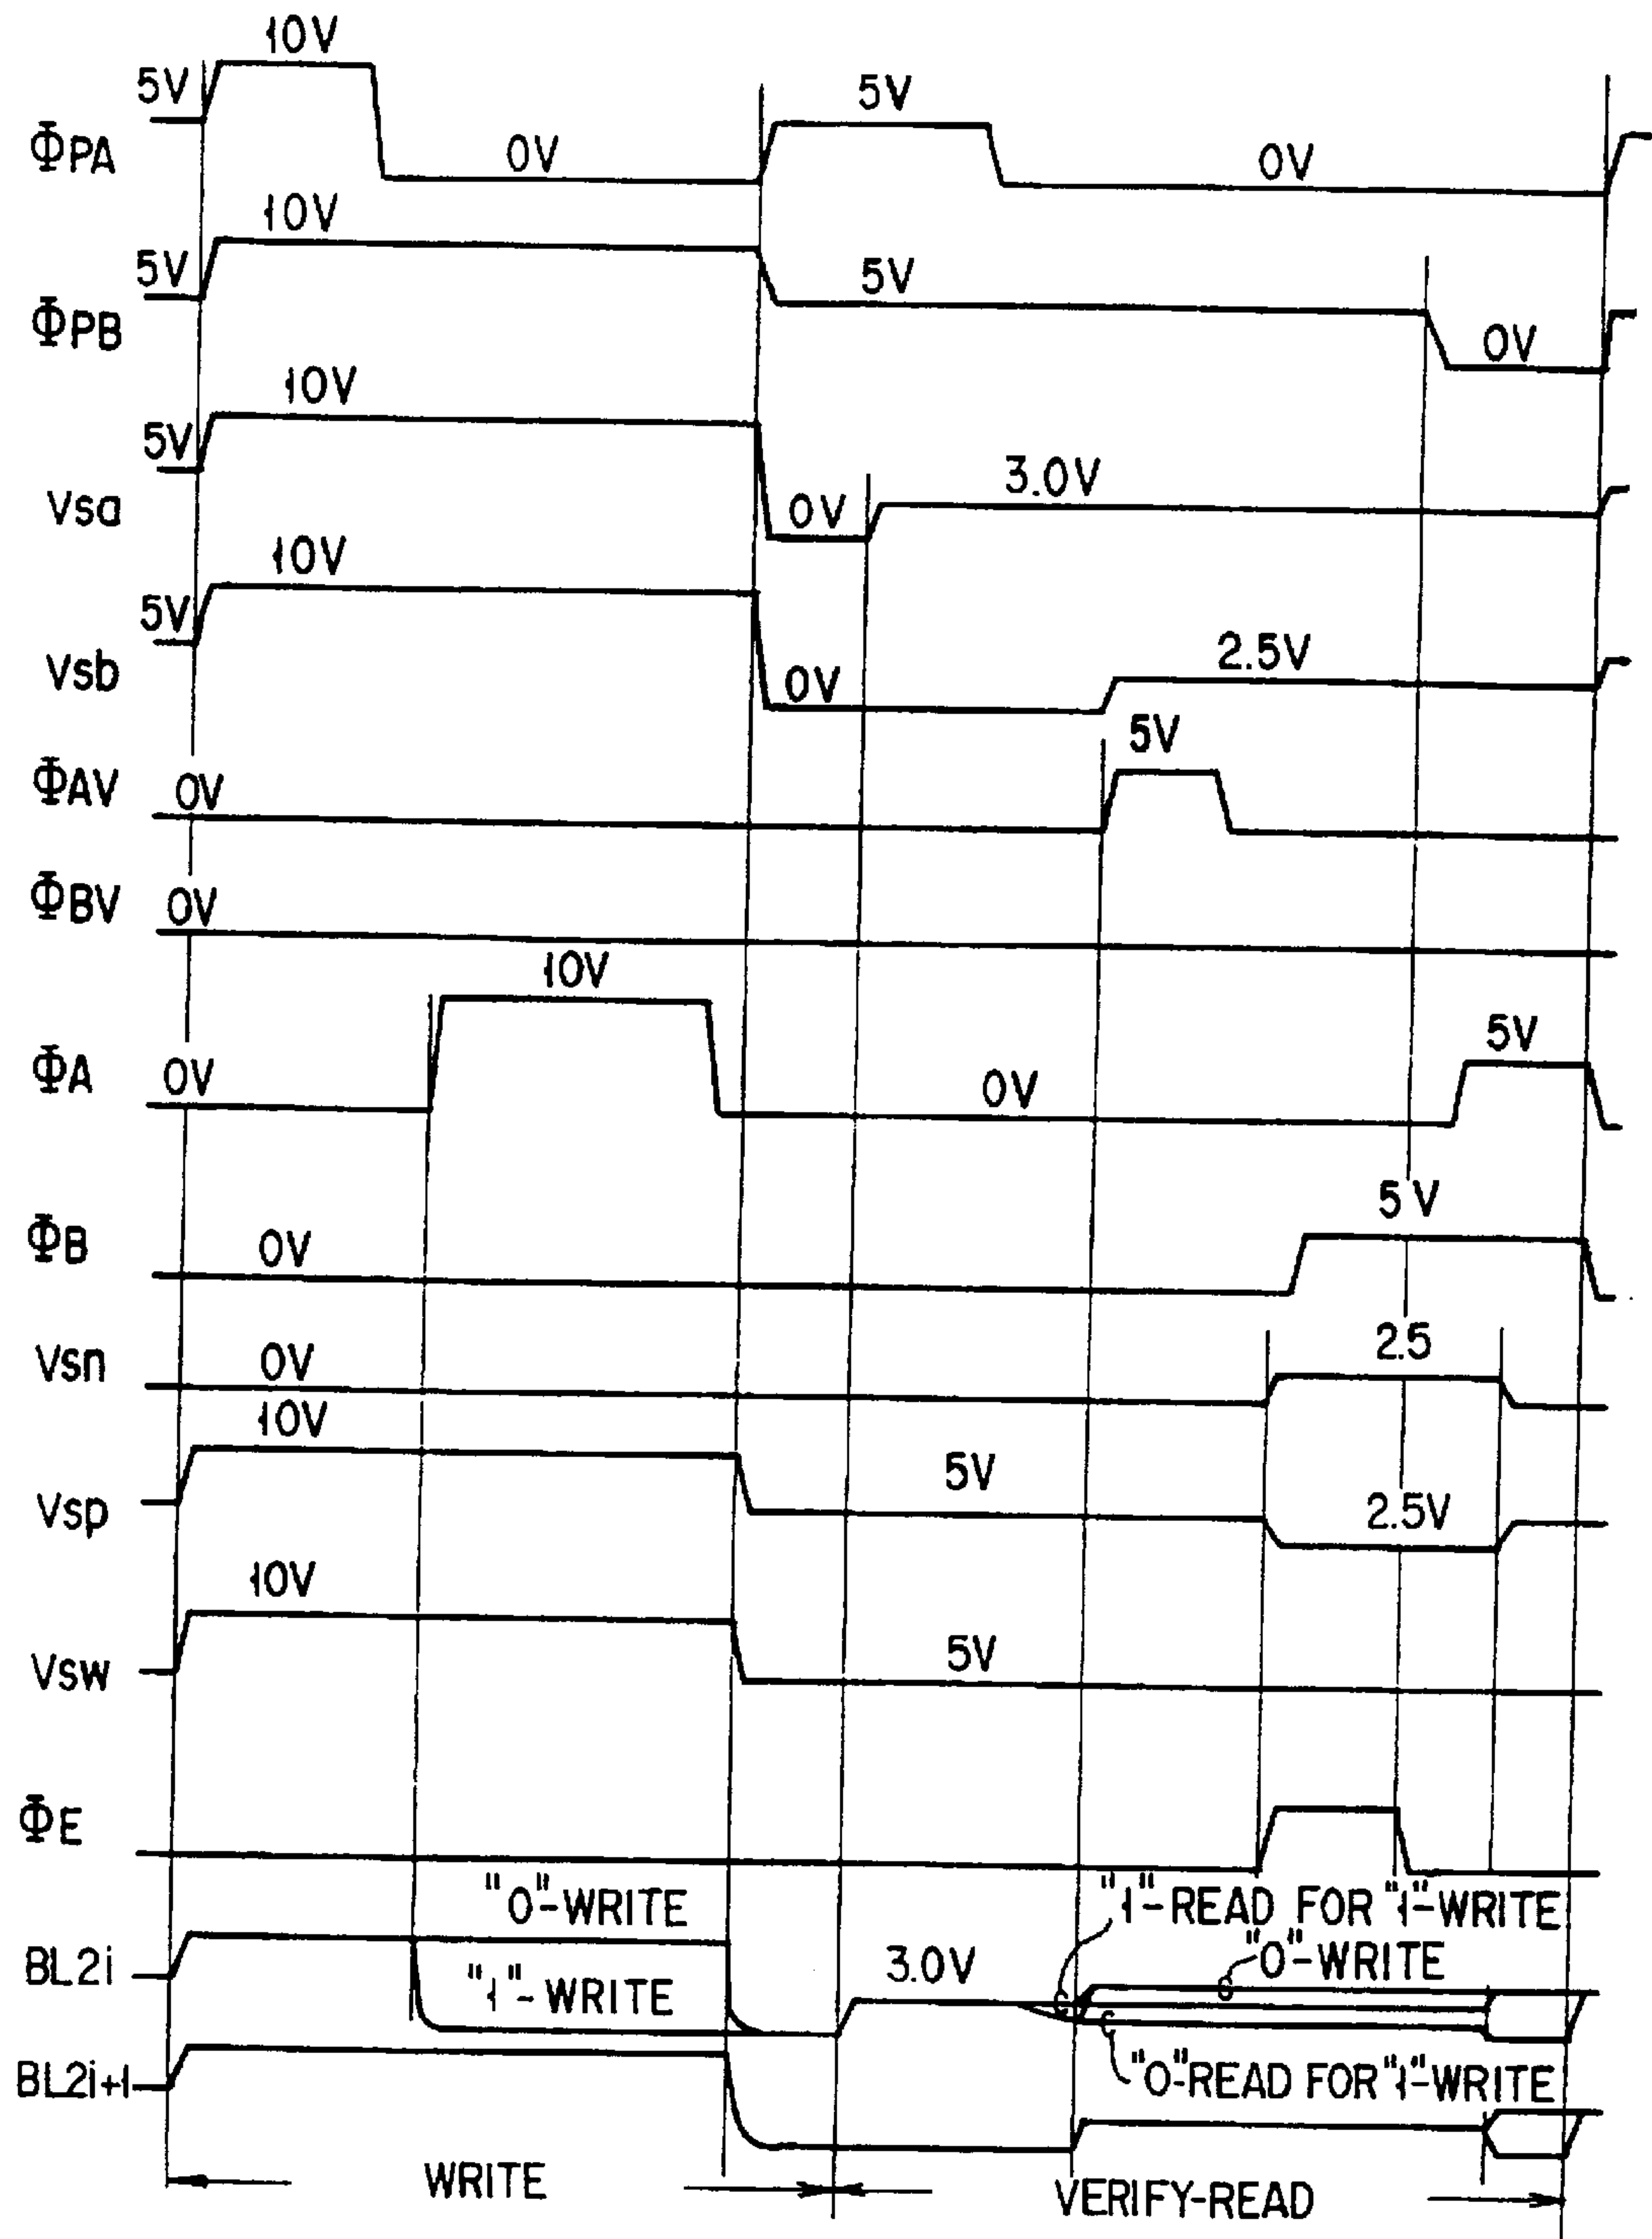 10V
5V
5V
ΦPA
0V
0V
10V
5V
5V
ΦPB
0V
10V
5V
3.0V
Vsa
0V
10V
5V
2.5V
Vsb
0V
5V
ΦAV
0V
ΦBV
0V
10V
5V
ΦA
0V
0V
5V
ΦB
0V
2.5
Vsn
0V
10V
5V
Vsp
2.5V
10V
Vsw
5V
ΦE
"0"-WRITE
"1"-READ FOR "1"-WRITE
BL2i
3.0V
"0"-WRITE
"1"-WRITE
BL2i+1
"0"-READ FOR "1"-WRITE
WRITE
VERIFY-READ